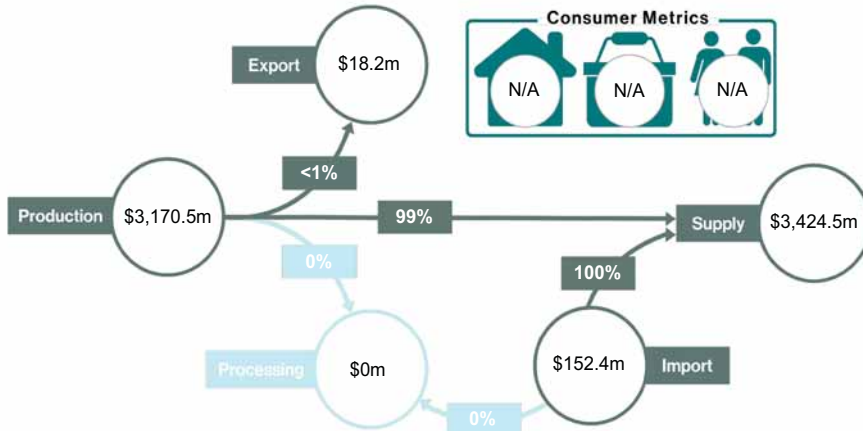 Consumer Metrics
Export
$18.2m
N/A
N/A
N/A
<1%
Production
$3,170.5m
99%
Supply
$3,424.5m
0%
100%
Processing
$0m
$152.4m
Import
0%